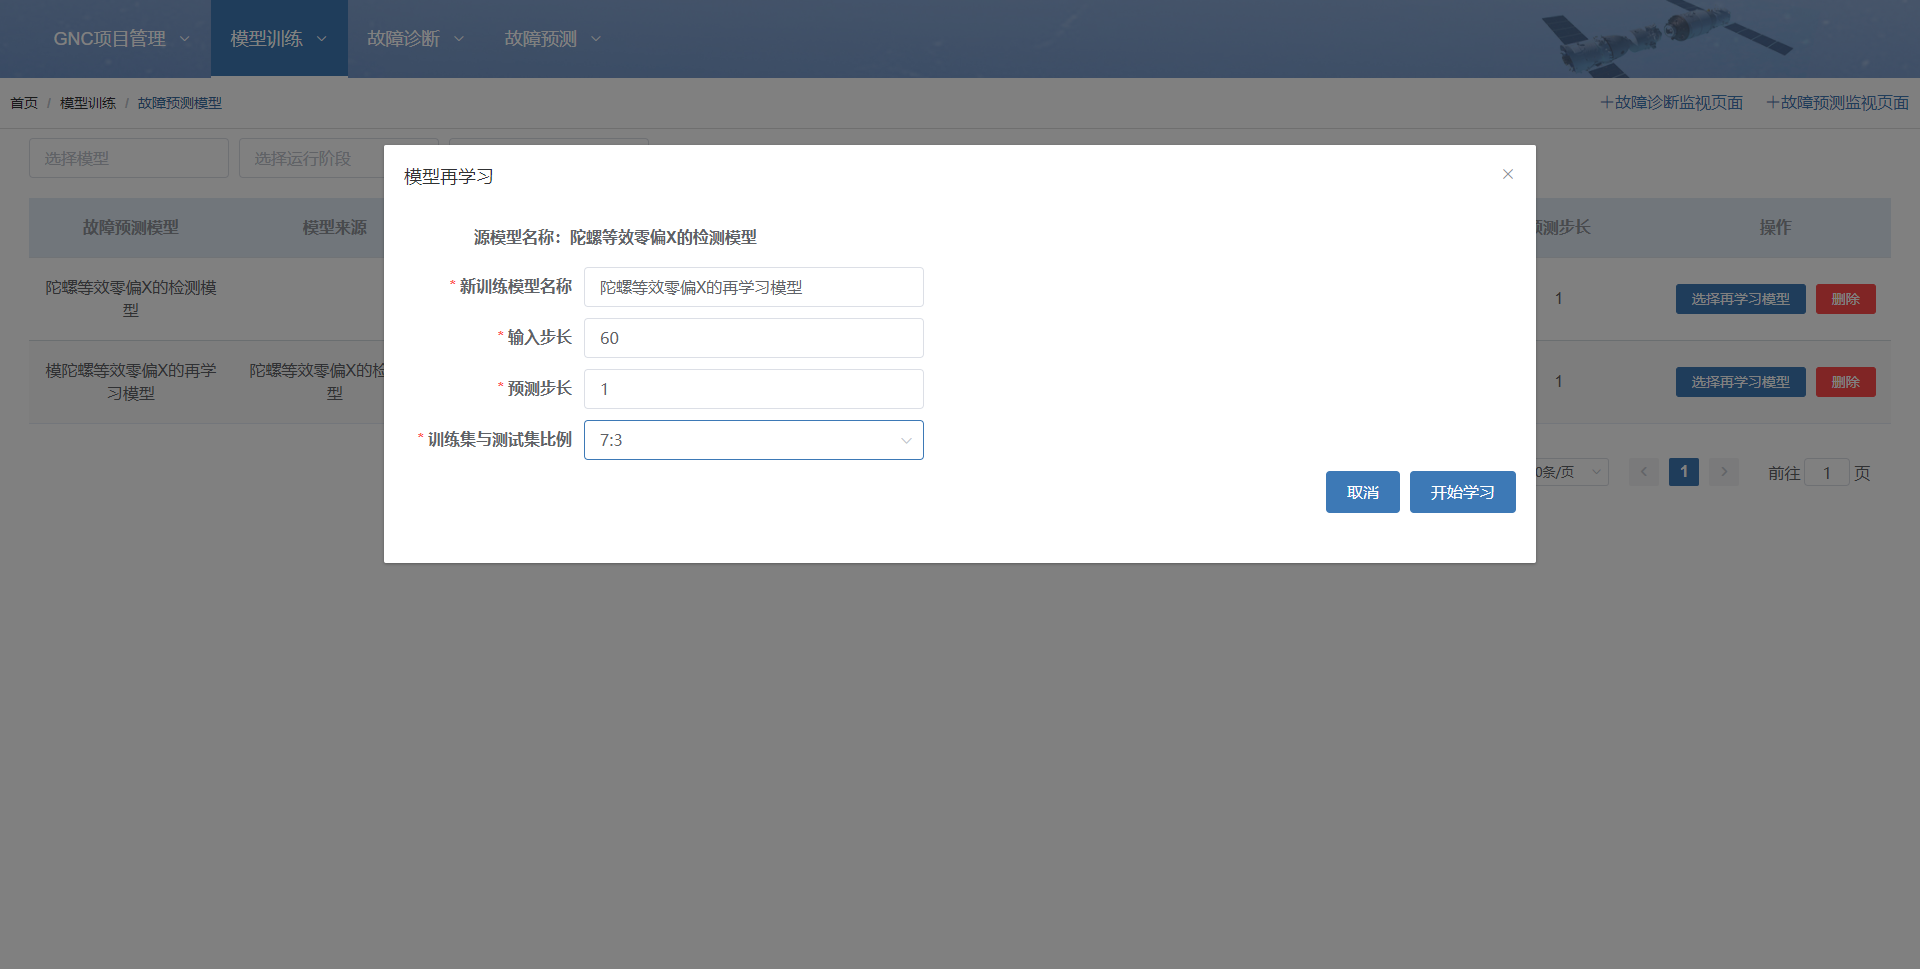 GNC项目管理 模型训练 故障诊断 故障预测
首页 / 模型训练 / 故障预测模型 +故障诊断监视页面 +故障预测监视页面
选择模型 选择运行阶段
模型再学习
故障预测模型 模型来源 测步长 操作
源模型名称：陀螺等效零偏X的检测模型
* 新训练模型名称 陀螺等效零偏X的再学习模型
陀螺等效零偏X的检测模
型
1 选择再学习模型 删除
* 输入步长 60
模陀螺等效零偏X的再学
习模型
陀螺等效零偏X的检
型
1 选择再学习模型 删除
* 预测步长 1
* 训练集与测试集比例 7:3
0条/页 1 前往 1 页
取消 开始学习